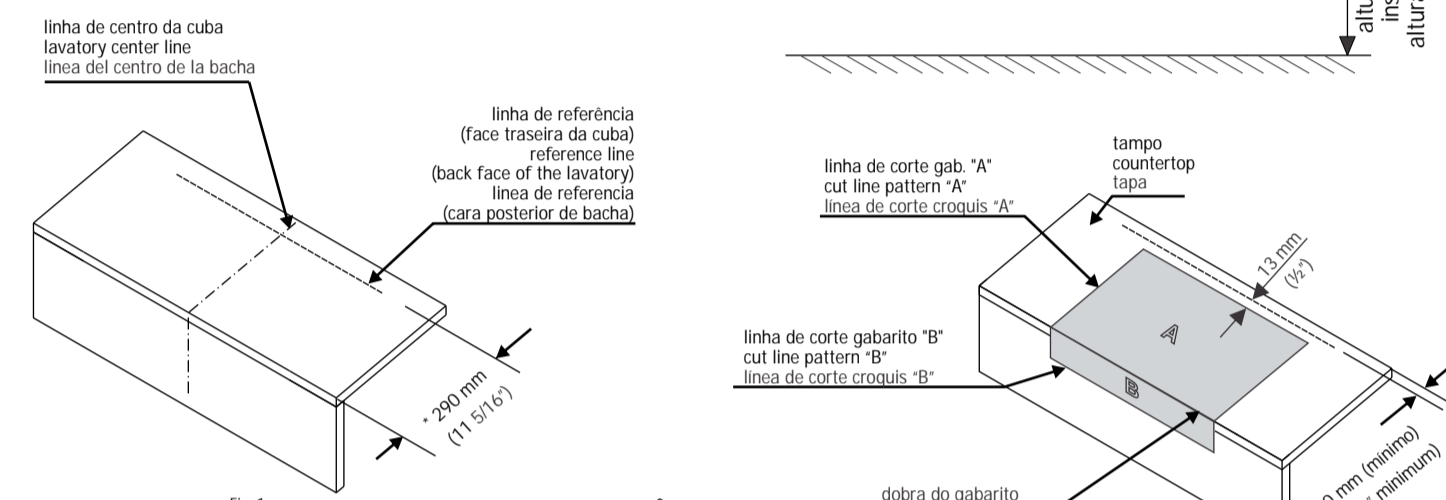 linha de centro da cuba
lavatory center line
linea del centro de la bacha
linha de referência
(face traseira da cuba)
reference line
(back face of the lavatory)
linea de referencia
(cara posterior de bacha)
* 290 mm
(11 5/16")
linha de corte gab. "A"
cut line pattern "A"
línea de corte croquis "A"
tampo
countertop
tapa
13 mm
(½")
A
B
linha de corte gabarito "B"
cut line pattern "B"
línea de corte croquis "B"
dobra do gabarito
mm (mínimo)
minimum)
altura